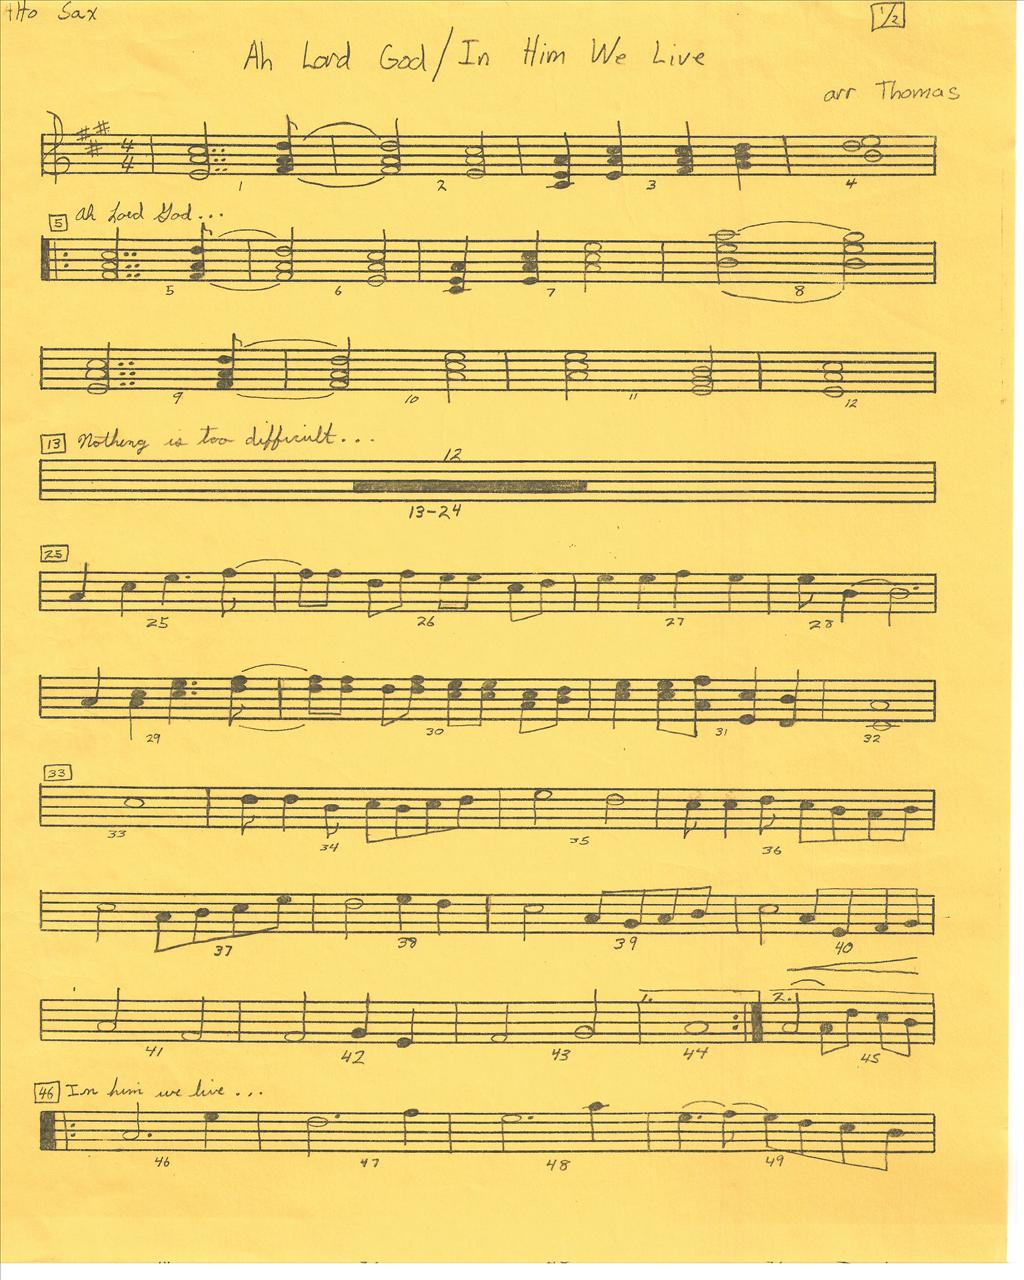 Alto Sax
1/2
Ah Lord God/In Him We Live
arr Thomas
4
4
1 2 3 4
5 Ah Lord God...
5 6 7 8
9 10 11 12
13 Nothing is too difficult...
12
13-24
25
25 26 27 28
29 30 31 32
33
33 34 35 36
37 38 39 40
1. 2.
41 42 43 44 45
46 In him we live...
46 47 48 49